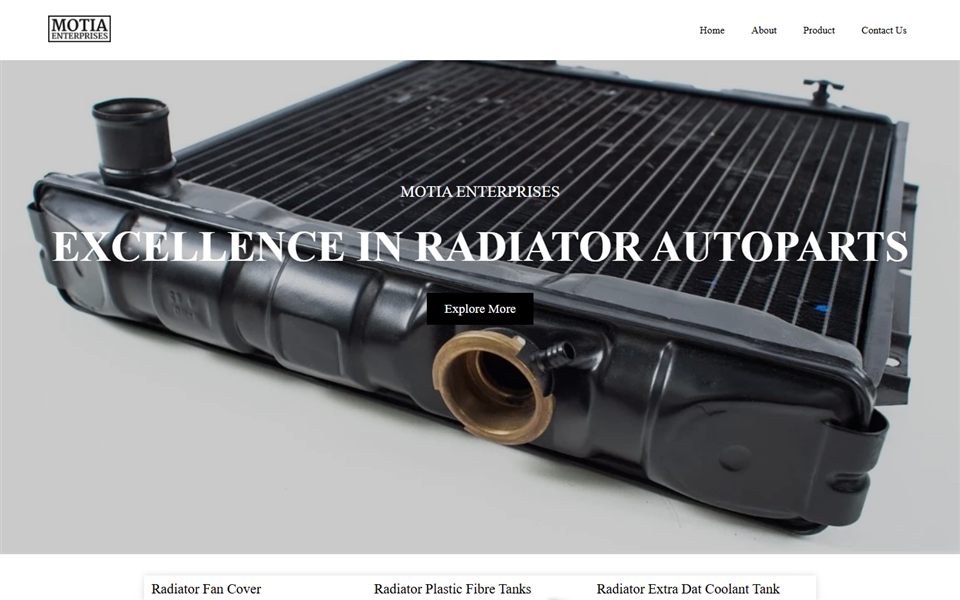 MOTIA
ENTERPRISES
Home
About
Product
Contact Us
MOTIA ENTERPRISES
EXCELLENCE IN RADIATOR AUTOPARTS
Explore More
Radiator Fan Cover
Radiator Plastic Fibre Tanks
Radiator Extra Dat Coolant Tank